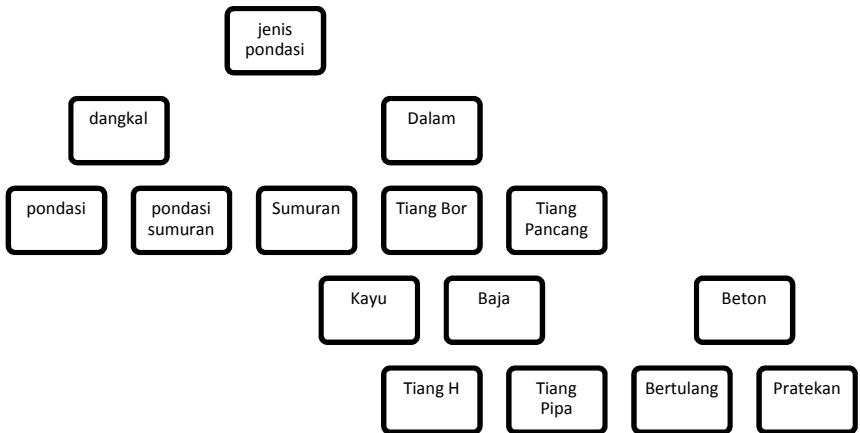 jenis
pondasi
dangkal
Dalam
pondasi
pondasi
sumuran
Sumuran
Tiang Bor
Tiang
Pancang
Kayu
Baja
Beton
Tiang H
Tiang
Pipa
Bertulang
Pratekan